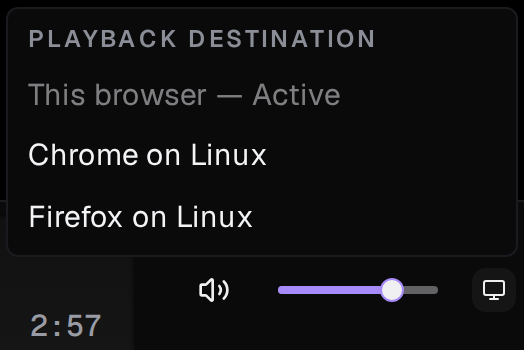 PLAYBACK DESTINATION
This browser — Active
Chrome on Linux
Firefox on Linux
2:57